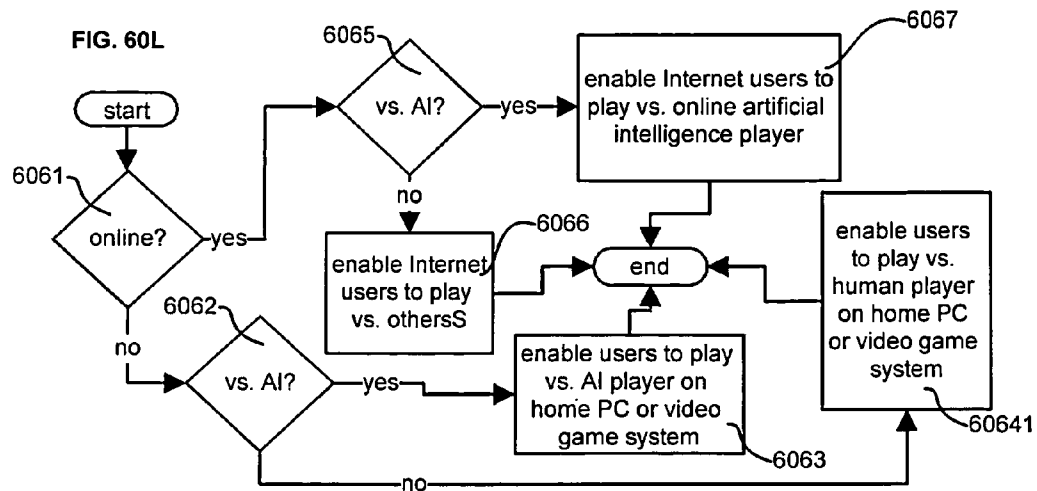 FIG. 60L
start
6061
online?
yes
no
6065
vs. AI?
yes
no
6067
enable Internet users to
play vs. online artificial
intelligence player
6066
enable Internet
users to play
vs. othersS
end
6062
vs. AI?
yes
no
enable users to play
vs. AI player on
home PC or video
game system
6063
enable users
to play vs.
human player
on home PC
or video game
system
60641